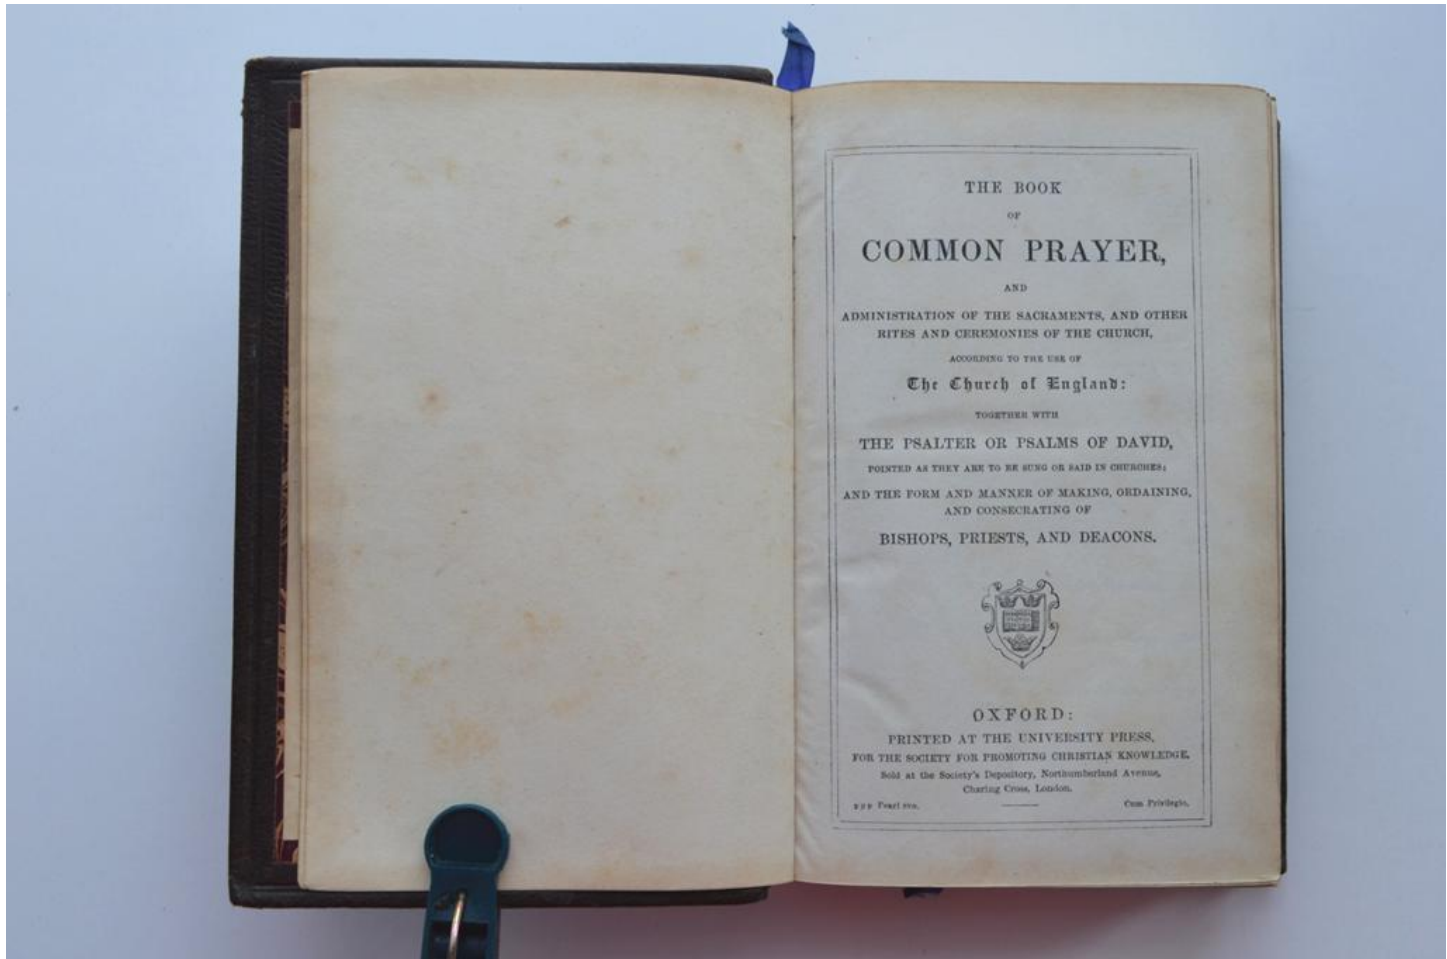 THE BOOK
OF
COMMON PRAYER,
AND
ADMINISTRATION OF THE SACRAMENTS, AND OTHER
RITES AND CEREMONIES OF THE CHURCH,
ACCORDING TO THE USE OF
The Church of England:
TOGETHER WITH
THE PSALTER OR PSALMS OF DAVID,
POINTED AS THEY ARE TO BE SUNG OR SAID IN CHURCHES;
AND THE FORM AND MANNER OF MAKING, ORDAINING,
AND CONSECRATING OF
BISHOPS, PRIESTS, AND DEACONS.
OXFORD:
PRINTED AT THE UNIVERSITY PRESS,
FOR THE SOCIETY FOR PROMOTING CHRISTIAN KNOWLEDGE.
Sold at the Society's Depository, Northumberland Avenue,
Charing Cross, London.
Pearl Cum Privilegio.